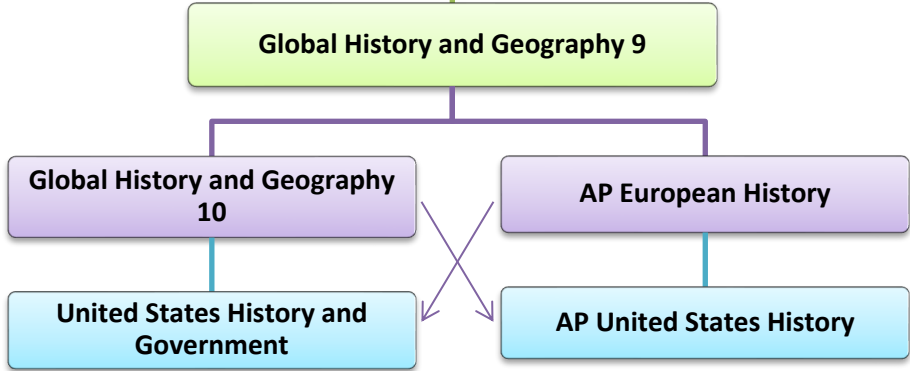 Global History and Geography 9
Global History and Geography
10
AP European History
United States History and
Government
AP United States History